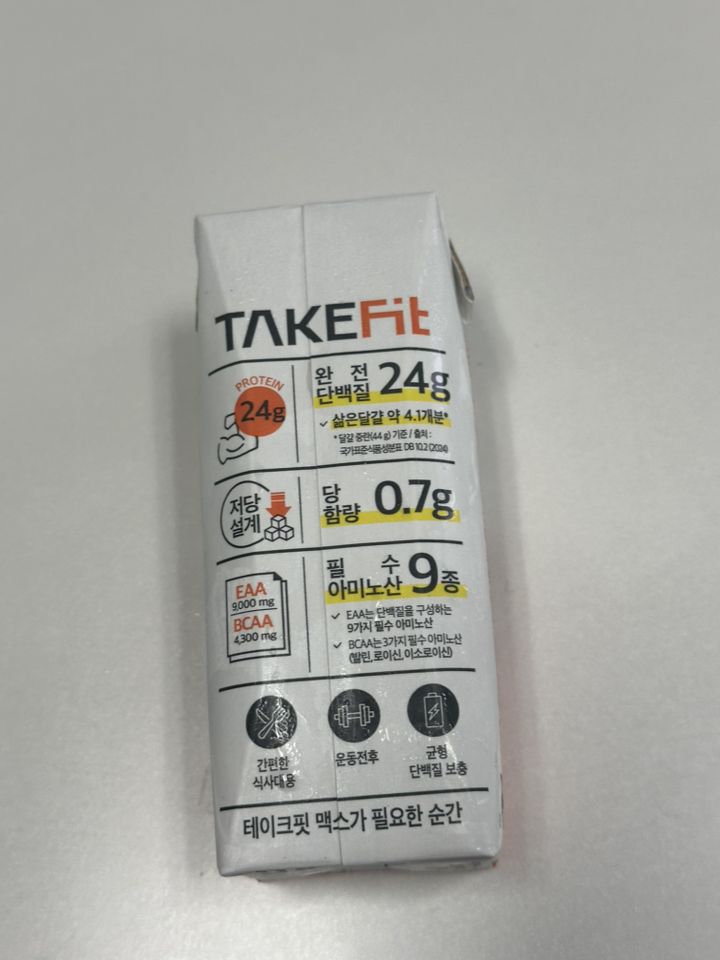 TAKEFit
PROTEIN
24g
완 전
단백질 24g
삶은달걀 약 4.1개분*
*달걀 중란(44 g) 기준 / 출처 :
국가표준식품성분표 DB 10.2 (2024)
저당
설계
당
함량 0.7g
EAA
9,000 mg
BCAA
4,300 mg
필 수
아미노산 9종
EAA는 단백질을 구성하는
9가지 필수 아미노산
BCAA는 3가지 필수 아미노산
(발린, 로이신, 이소로이신)
간편한
식사대용
운동전후
균형
단백질 보충
테이크핏 맥스가 필요한 순간